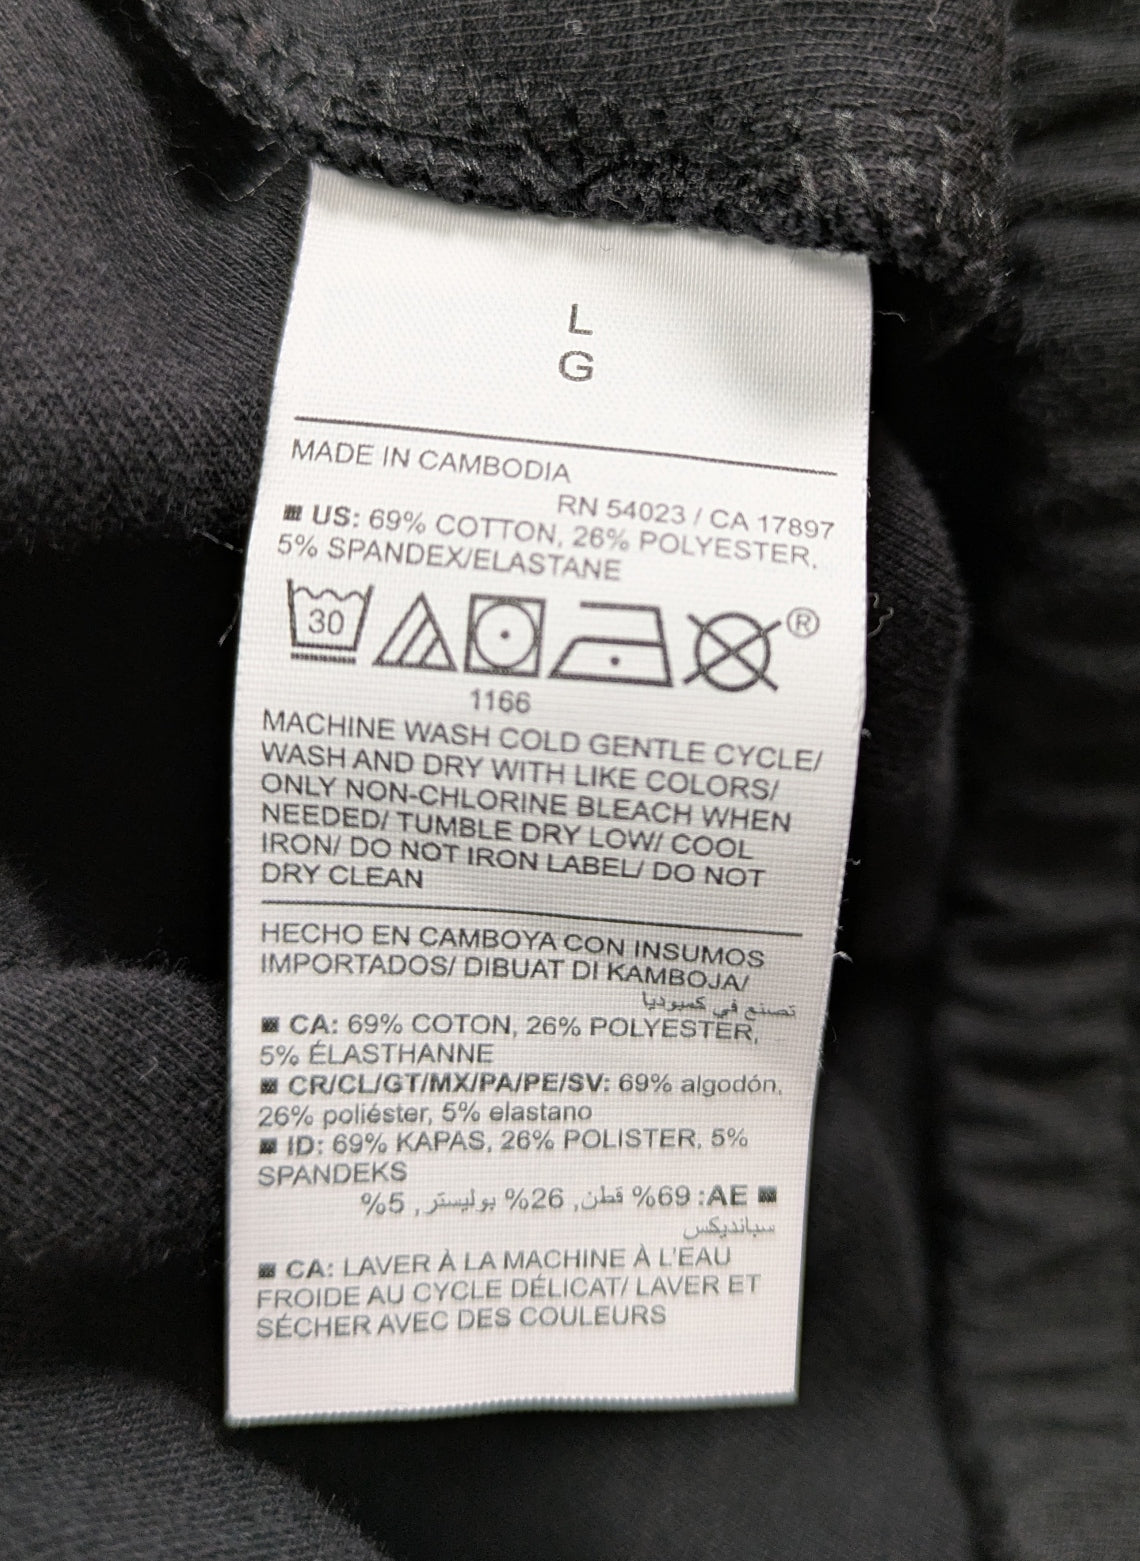 L
G
MADE IN CAMBODIA
RN 54023 / CA 17897
US: 69% COTTON, 26% POLYESTER,
5% SPANDEX/ELASTANE
30
®
1166
MACHINE WASH COLD GENTLE CYCLE/
WASH AND DRY WITH LIKE COLORS/
ONLY NON-CHLORINE BLEACH WHEN
NEEDED/ TUMBLE DRY LOW/ COOL
IRON/ DO NOT IRON LABEL/ DO NOT
DRY CLEAN
HECHO EN CAMBOYA CON INSUMOS
IMPORTADOS/ DIBUAT DI KAMBOJA/
تصنع في كمبوديا
CA: 69% COTON, 26% POLYESTER,
5% ÉLASTHANNE
CR/CL/GT/MX/PA/PE/SV: 69% algodón,
26% poliéster, 5% elastano
ID: 69% KAPAS, 26% POLISTER, 5%
SPANDEKS
AE: 69% قطن, 26% بوليستر, 5%
سبانديكس
CA: LAVER À LA MACHINE À L'EAU
FROIDE AU CYCLE DÉLICAT/ LAVER ET
SÉCHER AVEC DES COULEURS